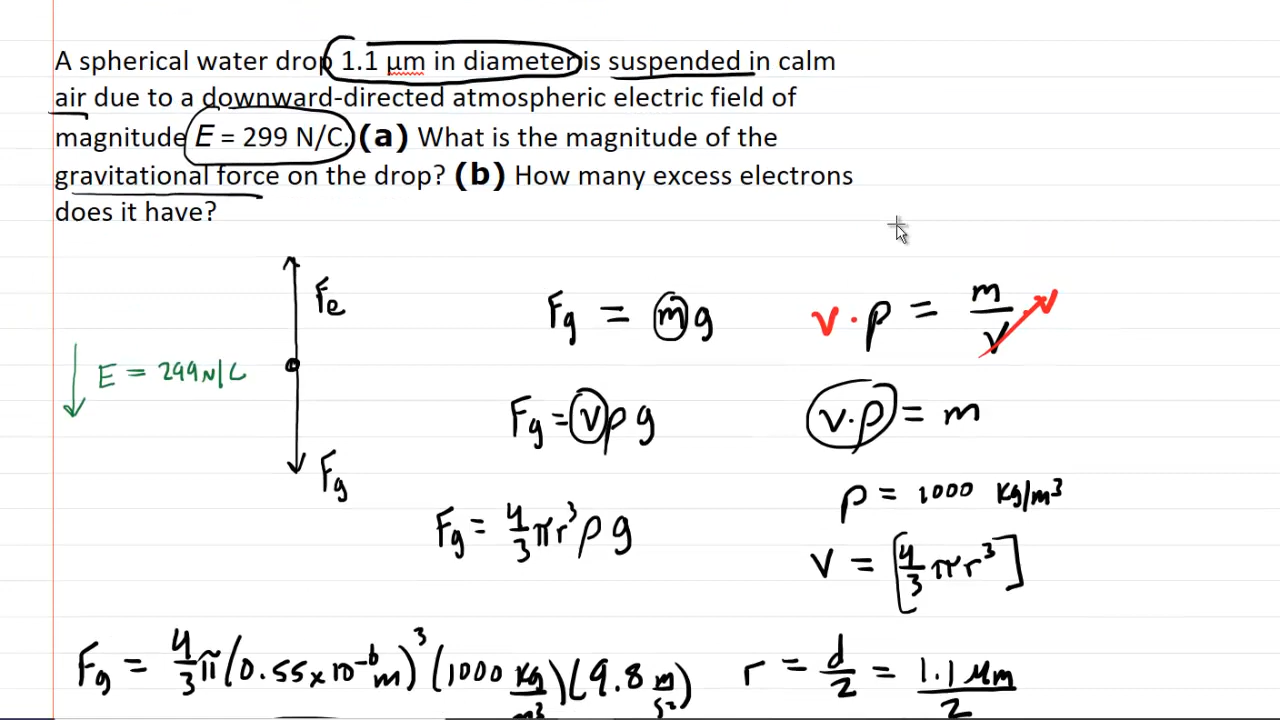 A spherical water drop 1.1 µm in diameter is suspended in calm
air due to a downward-directed atmospheric electric field of
magnitude E = 299 N/C. (a) What is the magnitude of the
gravitational force on the drop? (b) How many excess electrons
does it have?
Fe
Fg = mg
v · ρ = m/v v
E = 299 N/C
Fg = vρg
v·ρ = m
Fg
ρ = 1000 kg/m³
Fg = 4/3 πr³ρg
v = [4/3 πr³]
Fg = 4/3 π(0.55x10⁻⁶m)³(1000 kg/m³)(9.8 m/s²)
r = d/2 = 1.1 µm/2